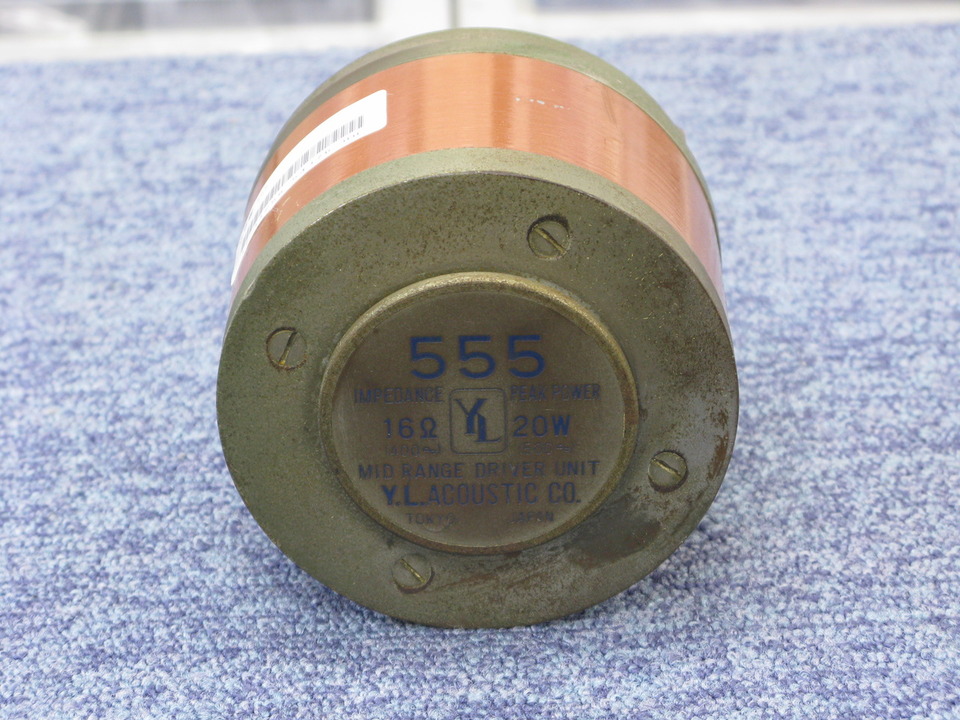 555
IMPEDANCE PEAK POWER
YL
16Ω 20W
MID RANGE DRIVER UNIT
Y.L.ACOUSTIC CO.
TOKYO JAPAN